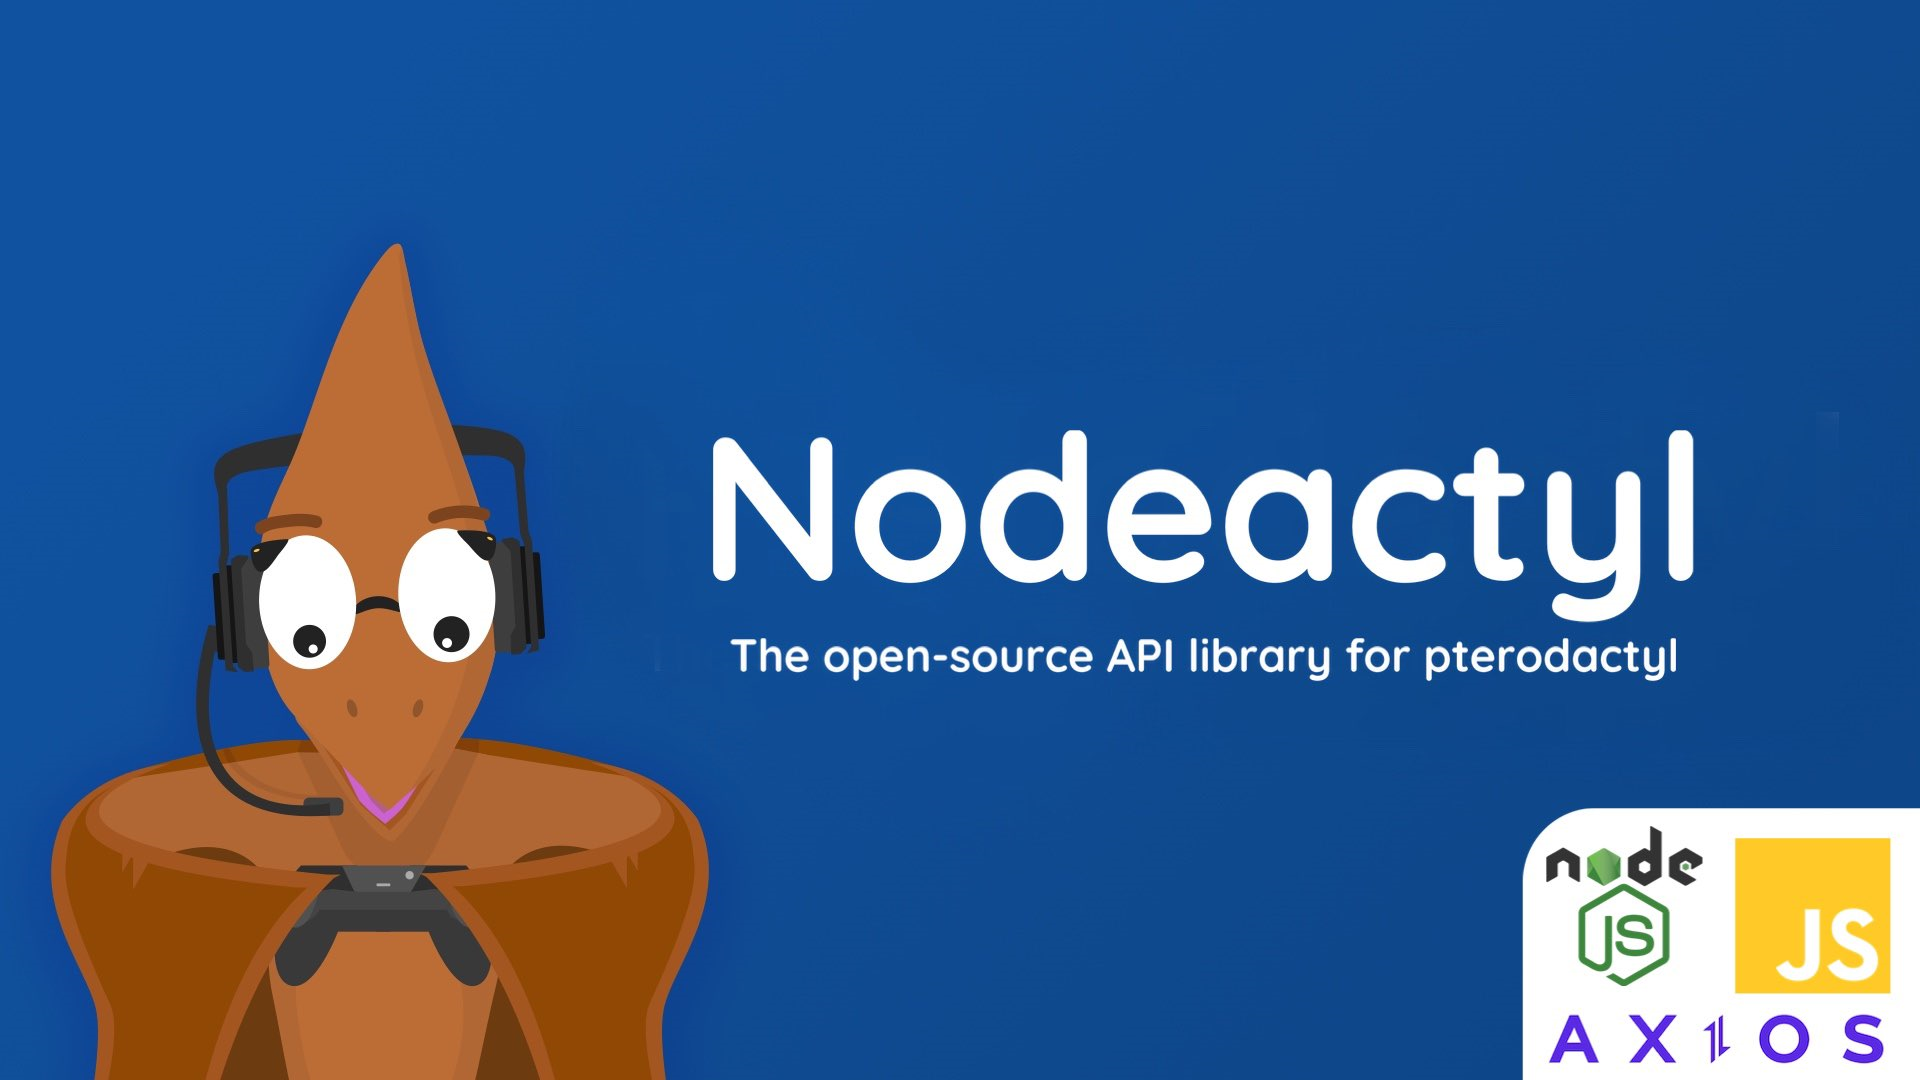 Nodeactyl
The open-source API library for pterodactyl
node
JS
JS
AXIOS